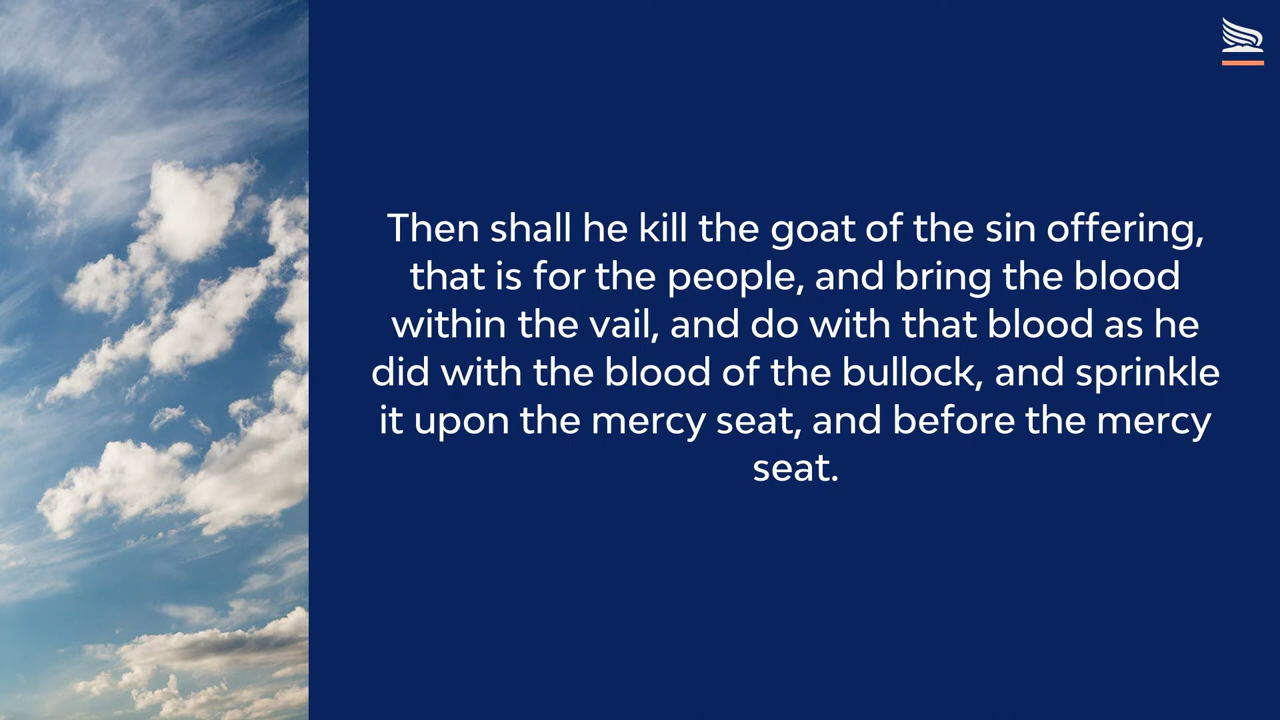 Then shall he kill the goat of the sin offering,
that is for the people, and bring the blood
within the vail, and do with that blood as he
did with the blood of the bullock, and sprinkle
it upon the mercy seat, and before the mercy
seat.